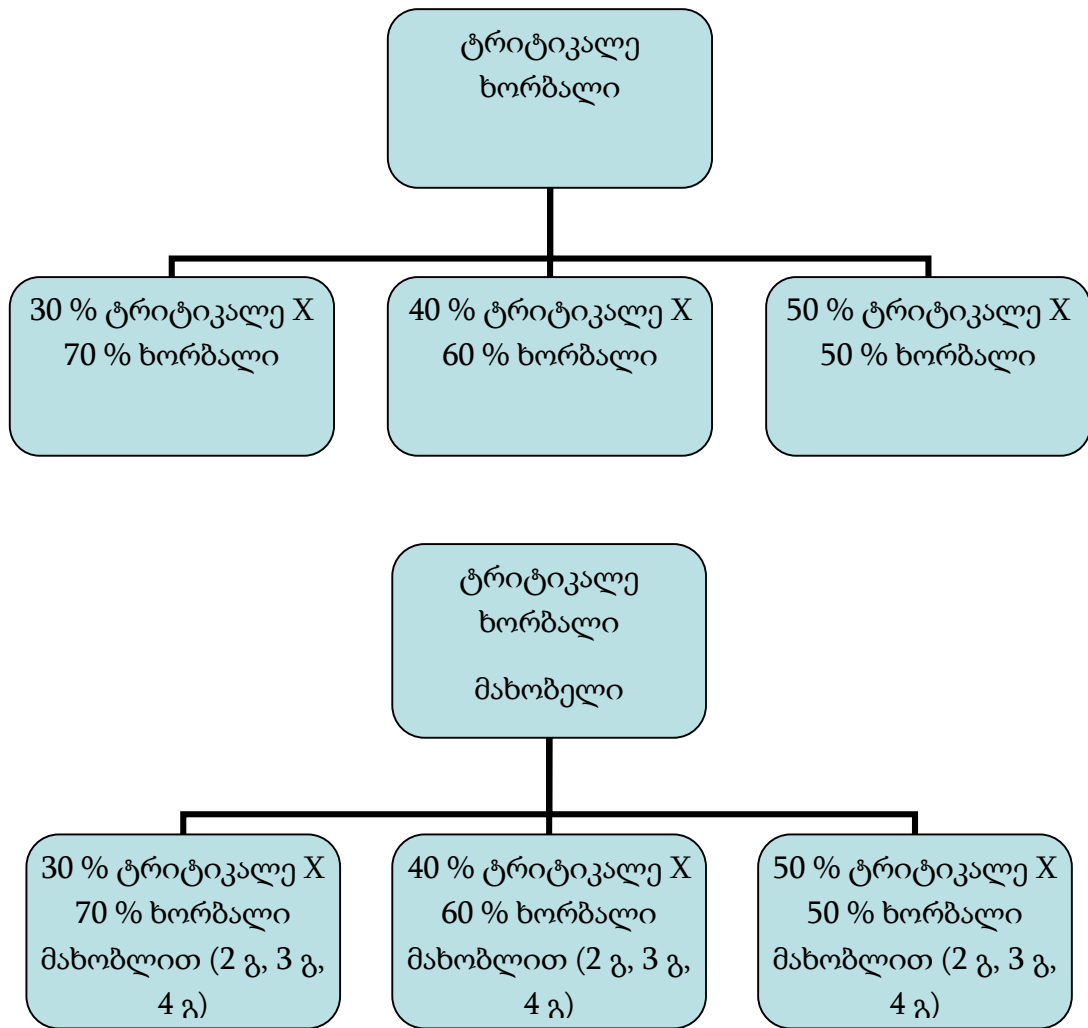 ტრიტიკალე
ხორბალი
30 % ტრიტიკალე X
70 % ხორბალი
40 % ტრიტიკალე X
60 % ხორბალი
50 % ტრიტიკალე X
50 % ხორბალი
ტრიტიკალე
ხორბალი
მახობელი
30 % ტრიტიკალე X
70 % ხორბალი
მახობლით (2 გ, 3 გ,
4 გ)
40 % ტრიტიკალე X
60 % ხორბალი
მახობლით (2 გ, 3 გ,
4 გ)
50 % ტრიტიკალე X
50 % ხორბალი
მახობლით (2 გ, 3 გ,
4 გ)